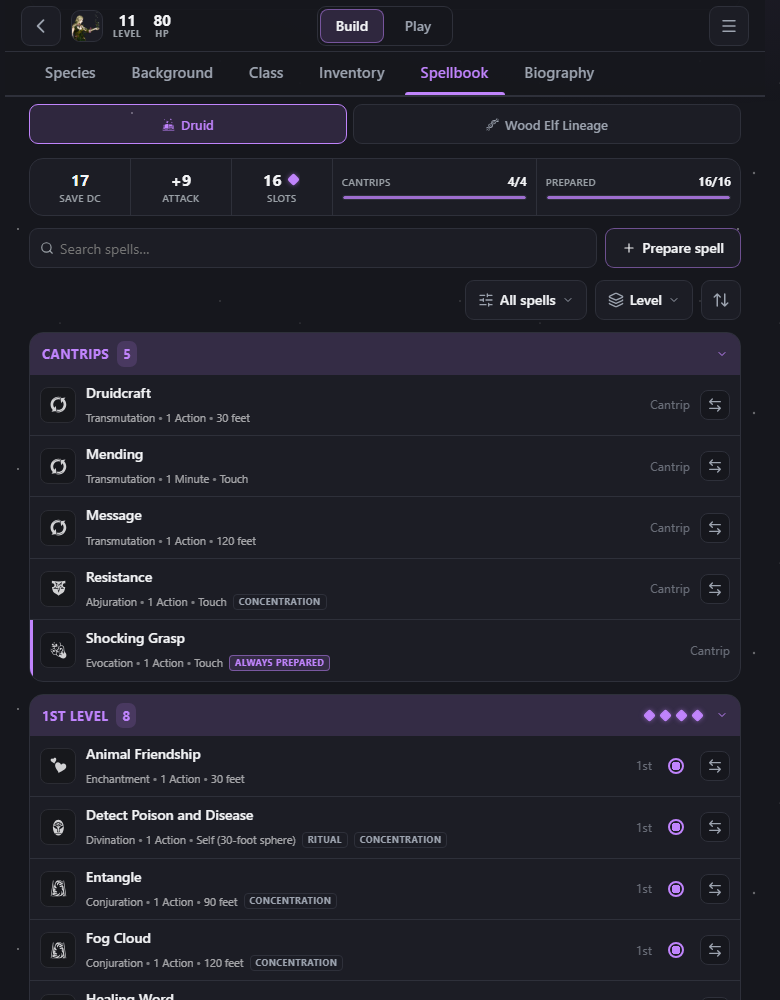 11 80
LEVEL HP
Build Play
Species Background Class Inventory Spellbook Biography
Druid Wood Elf Lineage
17 +9 16 CANTRIPS 4/4 PREPARED 16/16
SAVE DC ATTACK SLOTS
Search spells... + Prepare spell
All spells Level
CANTRIPS 5
Druidcraft
Transmutation • 1 Action • 30 feet Cantrip
Mending
Transmutation • 1 Minute • Touch Cantrip
Message
Transmutation • 1 Action • 120 feet Cantrip
Resistance
Abjuration • 1 Action • Touch CONCENTRATION Cantrip
Shocking Grasp
Evocation • 1 Action • Touch ALWAYS PREPARED Cantrip
1ST LEVEL 8
Animal Friendship
Enchantment • 1 Action • 30 feet 1st
Detect Poison and Disease
Divination • 1 Action • Self (30-foot sphere) RITUAL CONCENTRATION 1st
Entangle
Conjuration • 1 Action • 90 feet CONCENTRATION 1st
Fog Cloud
Conjuration • 1 Action • 120 feet CONCENTRATION 1st
Healing Word